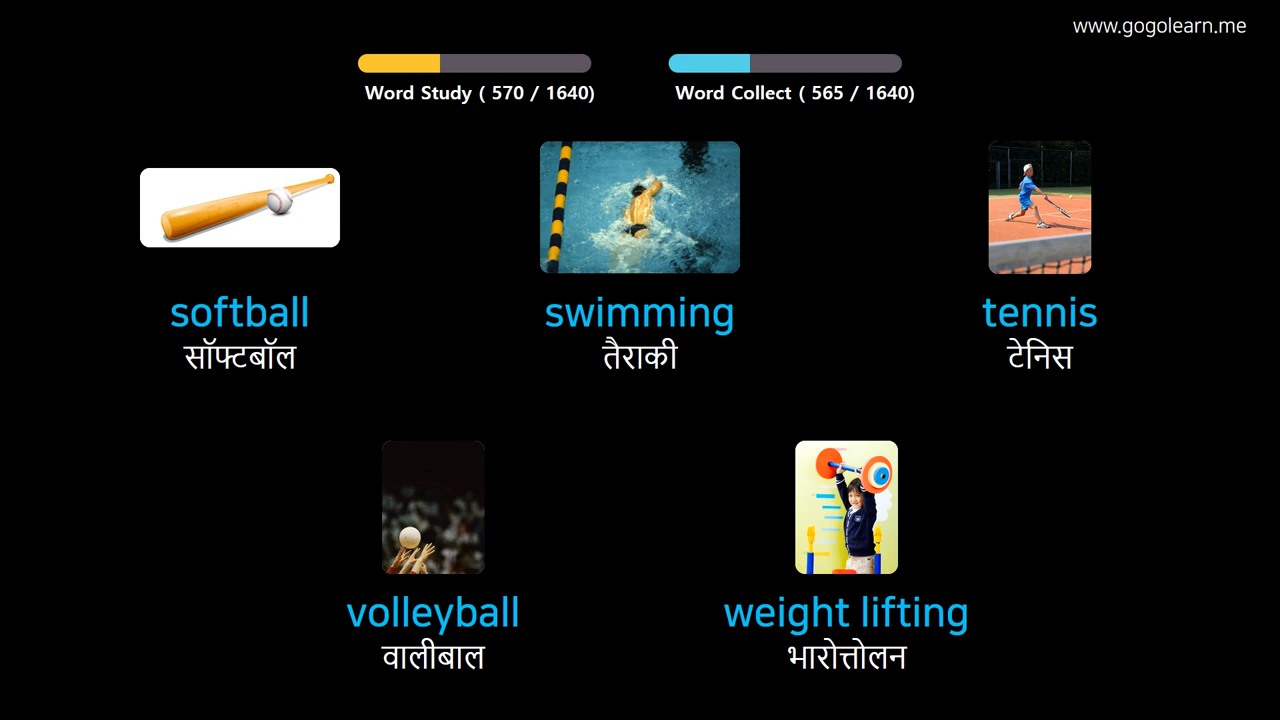 www.gogolearn.me
Word Study ( 570 / 1640)
Word Collect ( 565 / 1640)
softball
सॉफ्टबॉल
swimming
तैराकी
tennis
टेनिस
volleyball
वालीबाल
weight lifting
भारोत्तोलन